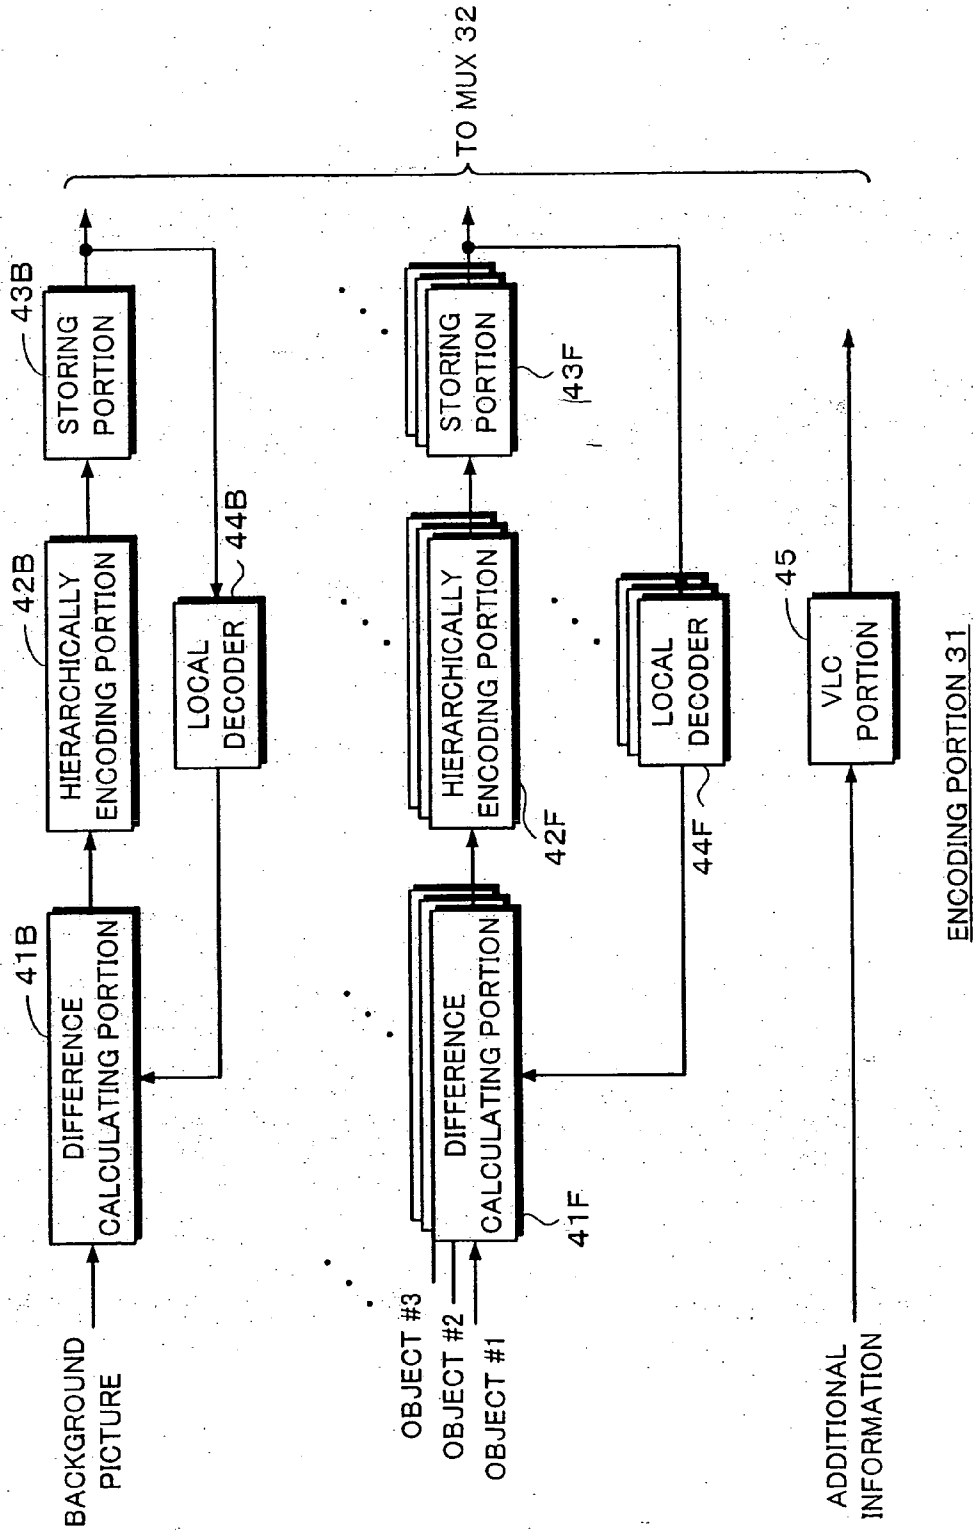 BACKGROUND
PICTURE
41B
DIFFERENCE
CALCULATING PORTION
42B
HIERARCHICALLY
ENCODING PORTION
43B
STORING
PORTION
44B
LOCAL
DECODER
OBJECT #3
OBJECT #2
OBJECT #1
DIFFERENCE
CALCULATING PORTION
41F
HIERARCHICALLY
ENCODING PORTION
42F
STORING
PORTION
43F
LOCAL
DECODER
44F
TO MUX 32
ADDITIONAL
INFORMATION
45
VLC
PORTION
ENCODING PORTION 31